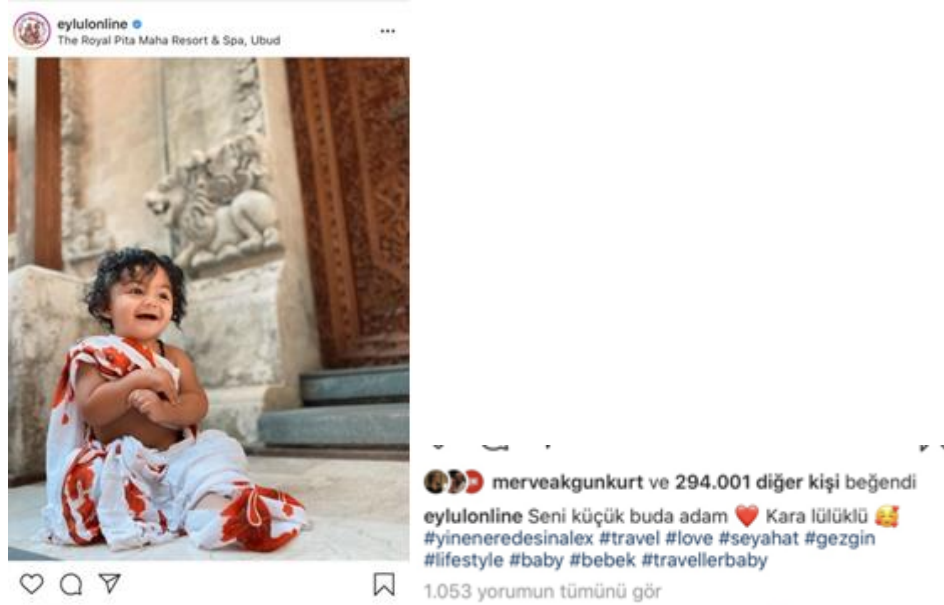 eylulonline
The Royal Pita Maha Resort & Spa, Ubud
merveakgunkurt ve 294.001 diğer kişi beğendi
eylulonline Seni küçük buda adam ❤️ Kara lülüklü 🥰
#yineneredesinalex #travel #love #seyahat #gezgin
#lifestyle #baby #bebek #travellerbaby
1.053 yorumun tümünü gör